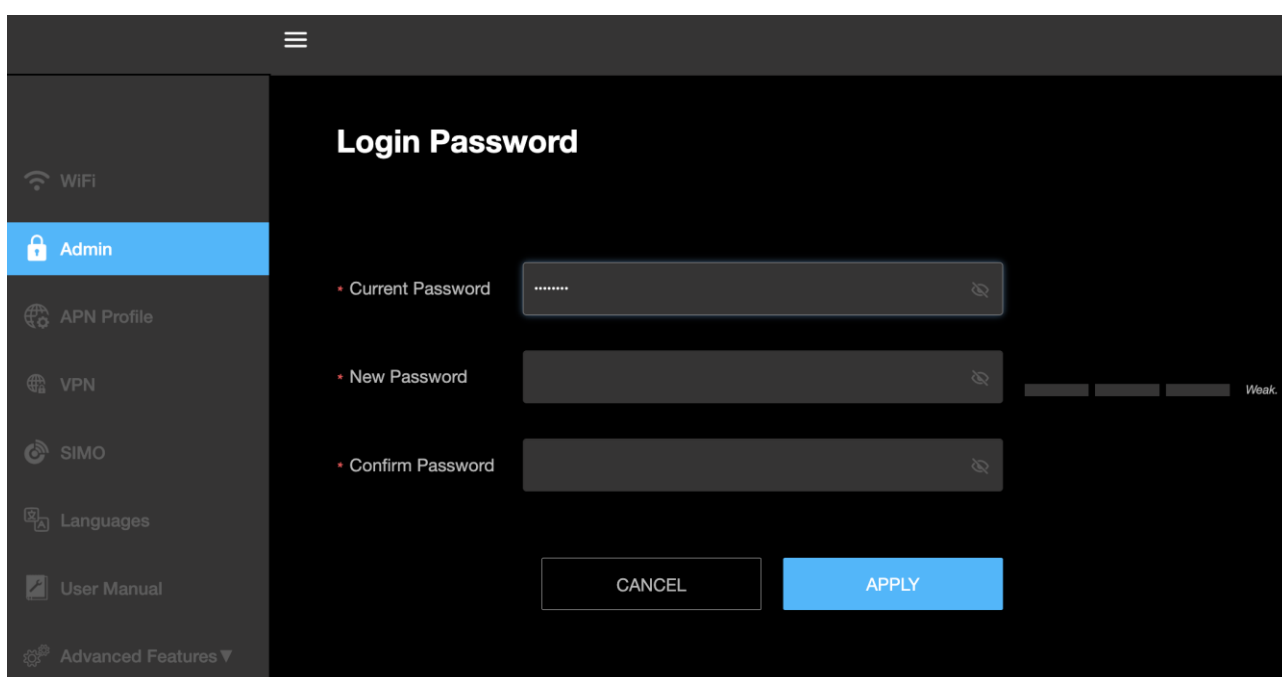 Login Password
WiFi
Admin
* Current Password ········
APN Profile
* New Password
VPN
Weak.
SIMO
* Confirm Password
Languages
User Manual
CANCEL
APPLY
Advanced Features▼